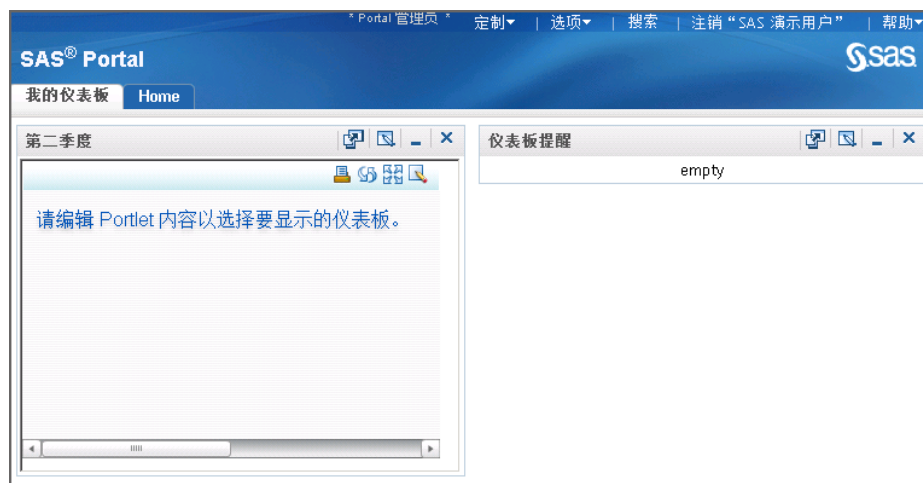 * Portal 管理员 * 定制 | 选项 | 搜索 | 注销“SAS 演示用户” | 帮助
SAS® Portal
sas
我的仪表板 Home
第二季度
仪表板提醒
empty
请编辑 Portlet 内容以选择要显示的仪表板。